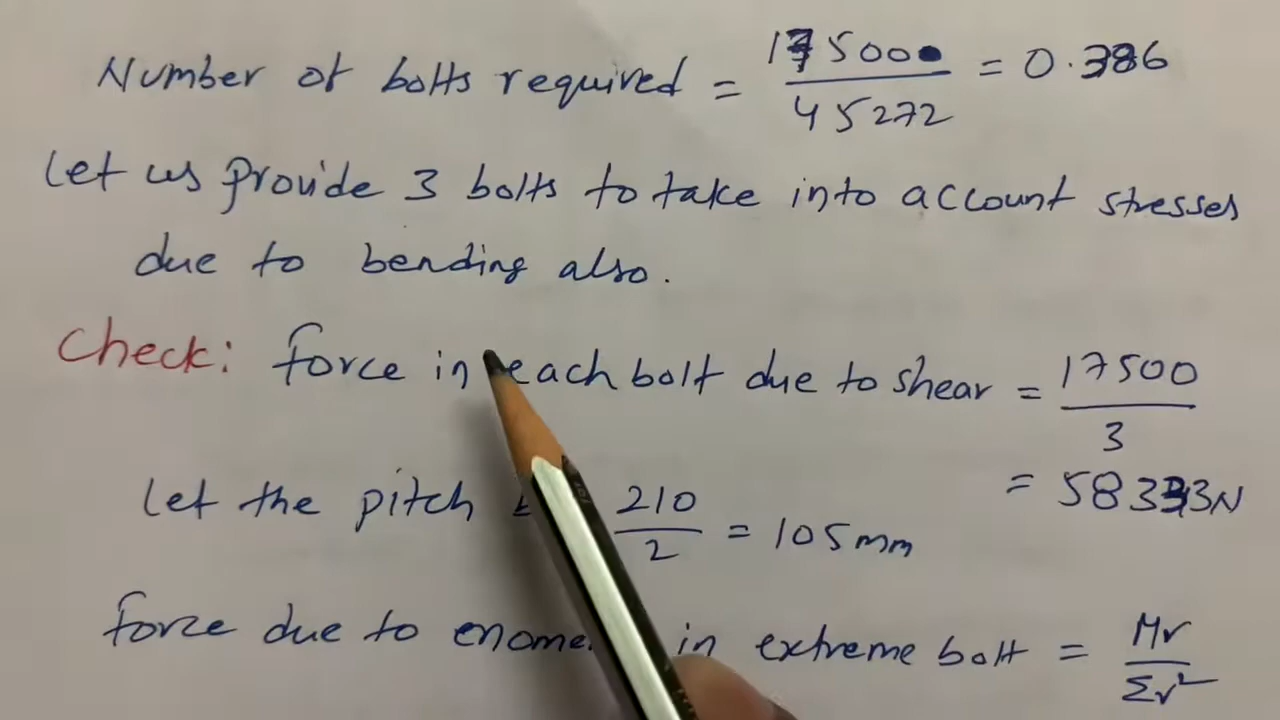 Number of bolts required = 17500 / 45272 = 0.386
Let us provide 3 bolts to take into account stresses
due to bending also.
Check: force in each bolt due to shear = 17500 / 3
= 5833.3N
Let the pitch 210 / 2 = 105mm
force due to in extreme bolt = Mr / Σr²